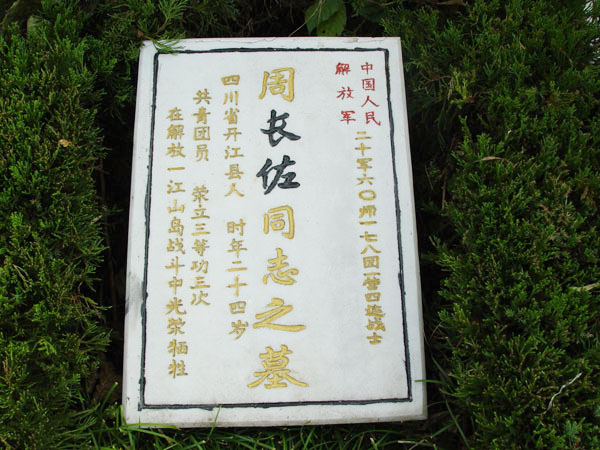 中国人民
解放军
二十军六〇师一七八团一营四连战士
周长佐同志之墓
四川省丹江县人 时年二十四岁
共青团员 荣立三等功三次
在解放一江山岛战斗中光荣牺牲